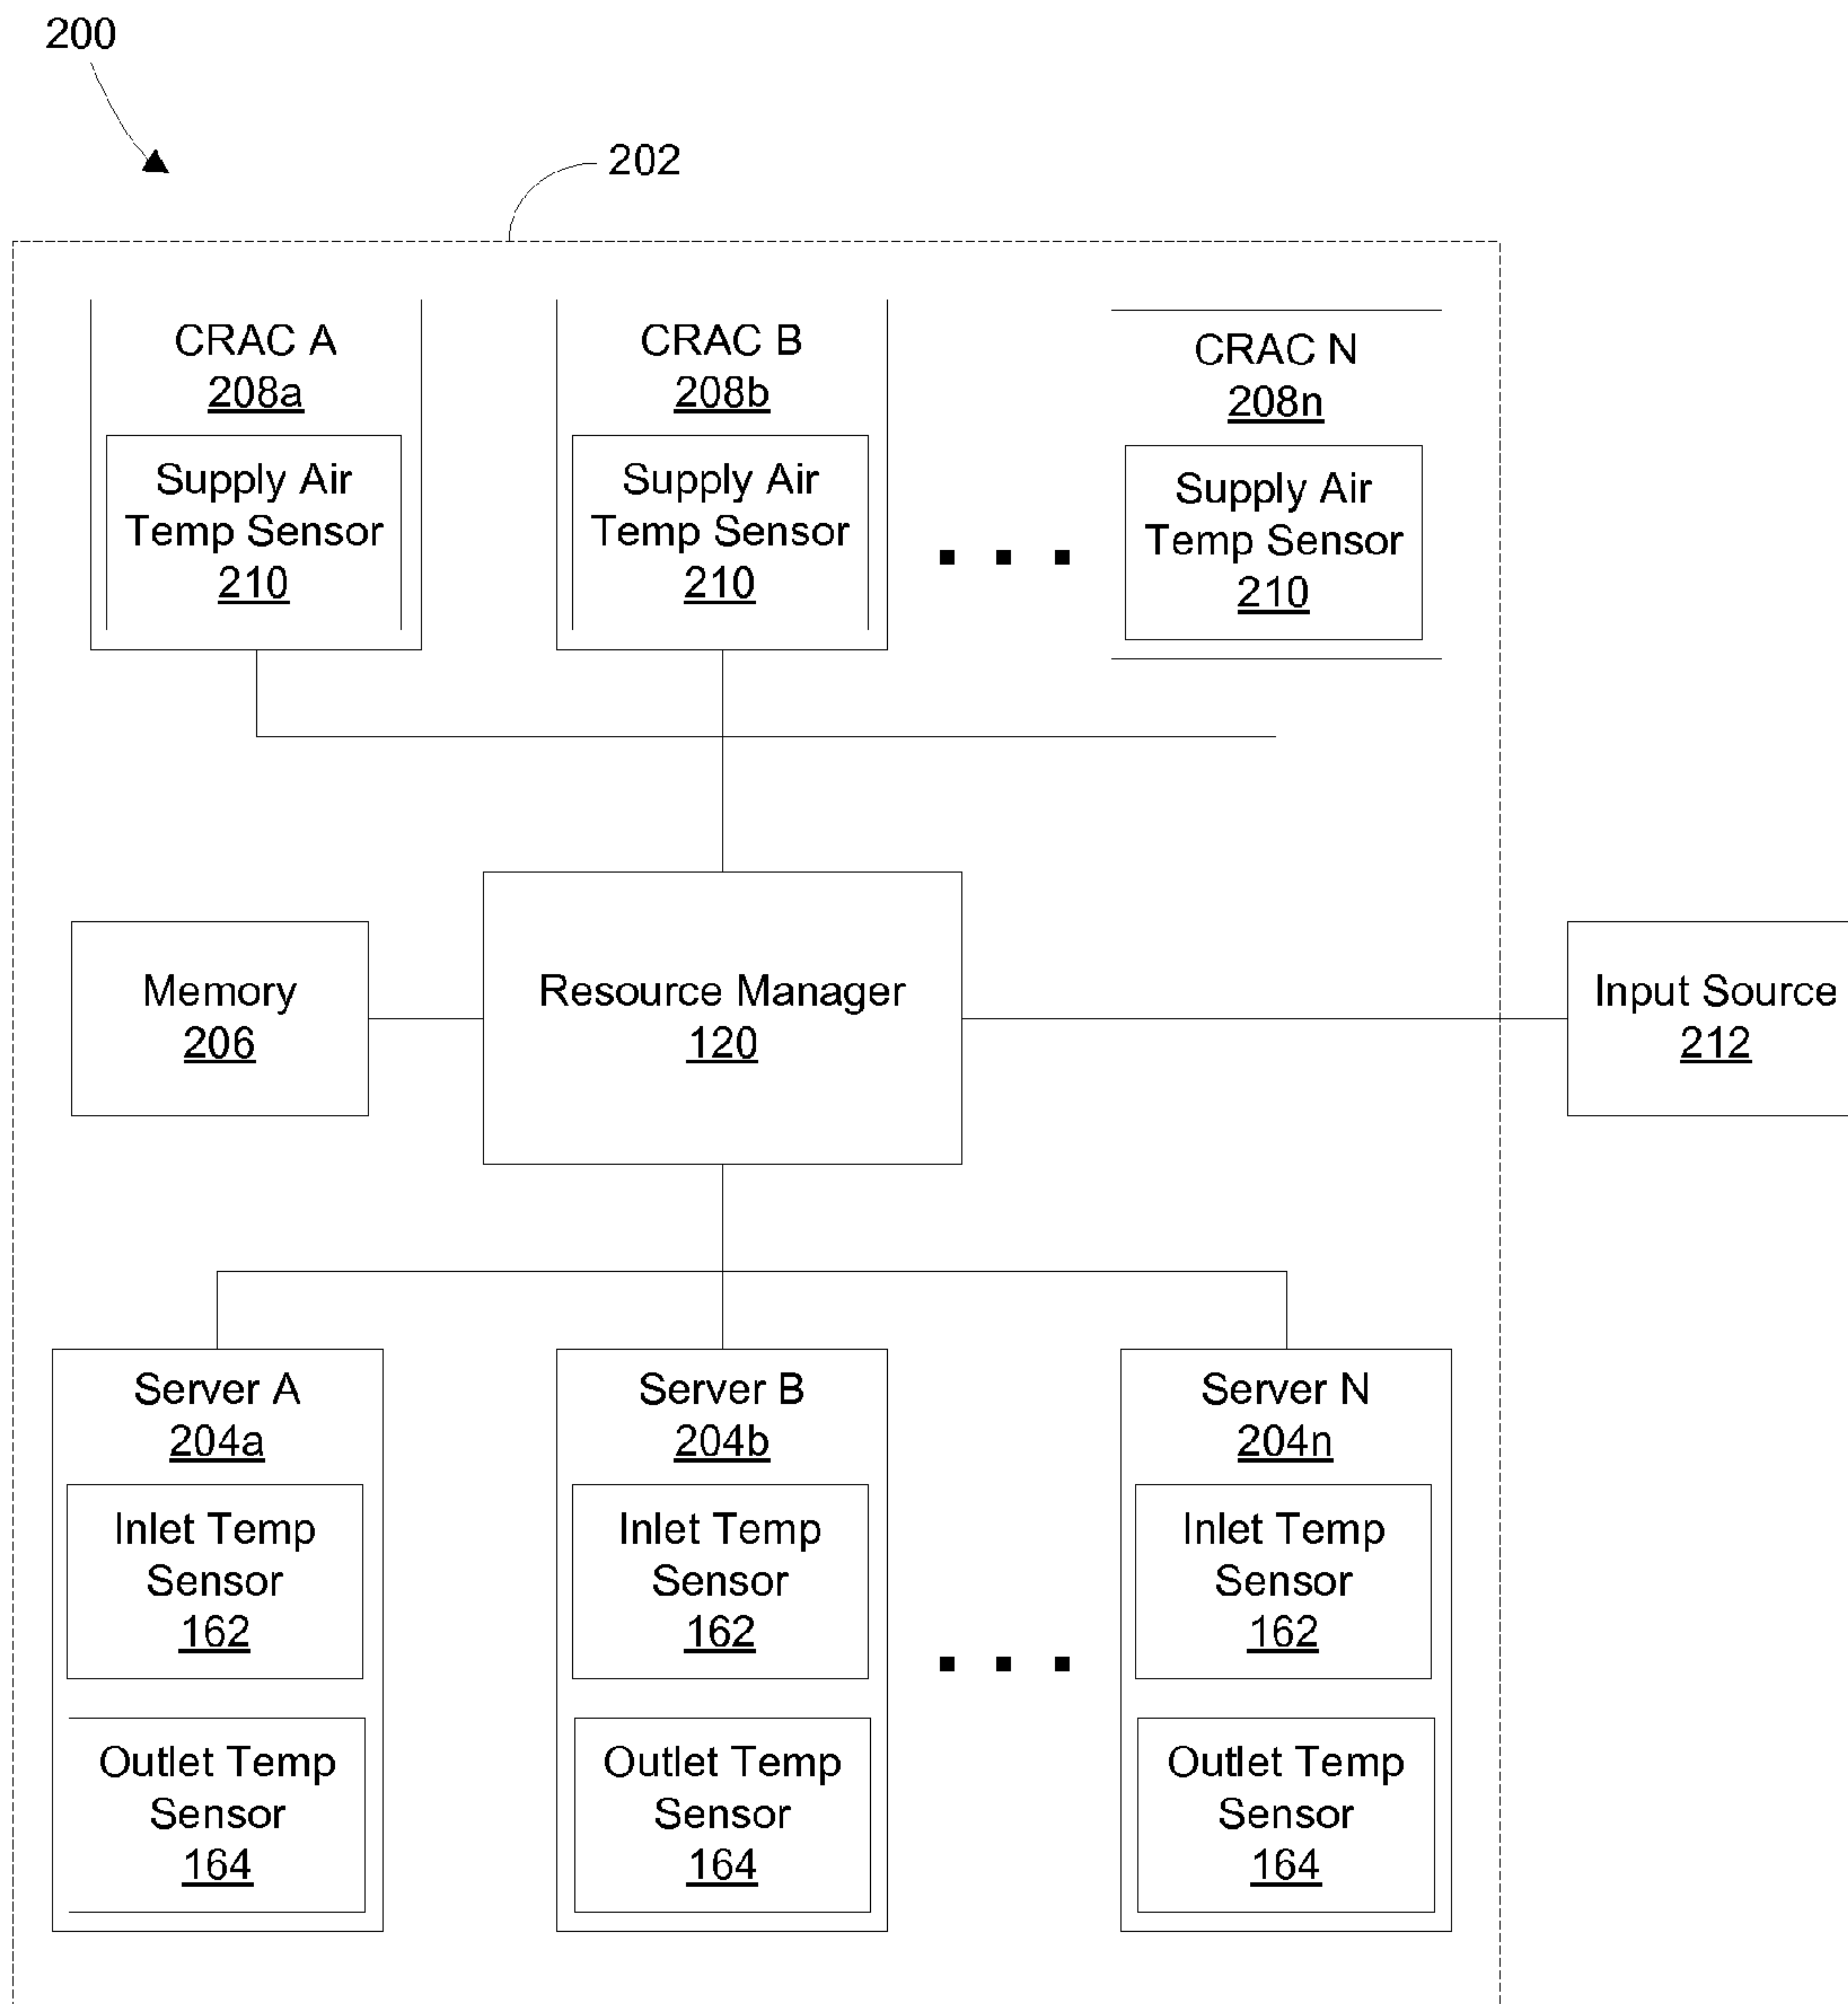 200
202
CRAC A
208a
Supply Air
Temp Sensor
210
CRAC B
208b
Supply Air
Temp Sensor
210
CRAC N
208n
Supply Air
Temp Sensor
210
Memory
206
Resource Manager
120
Input Source
212
Server A
204a
Inlet Temp
Sensor
162
Outlet Temp
Sensor
164
Server B
204b
Inlet Temp
Sensor
162
Outlet Temp
Sensor
164
Server N
204n
Inlet Temp
Sensor
162
Outlet Temp
Sensor
164